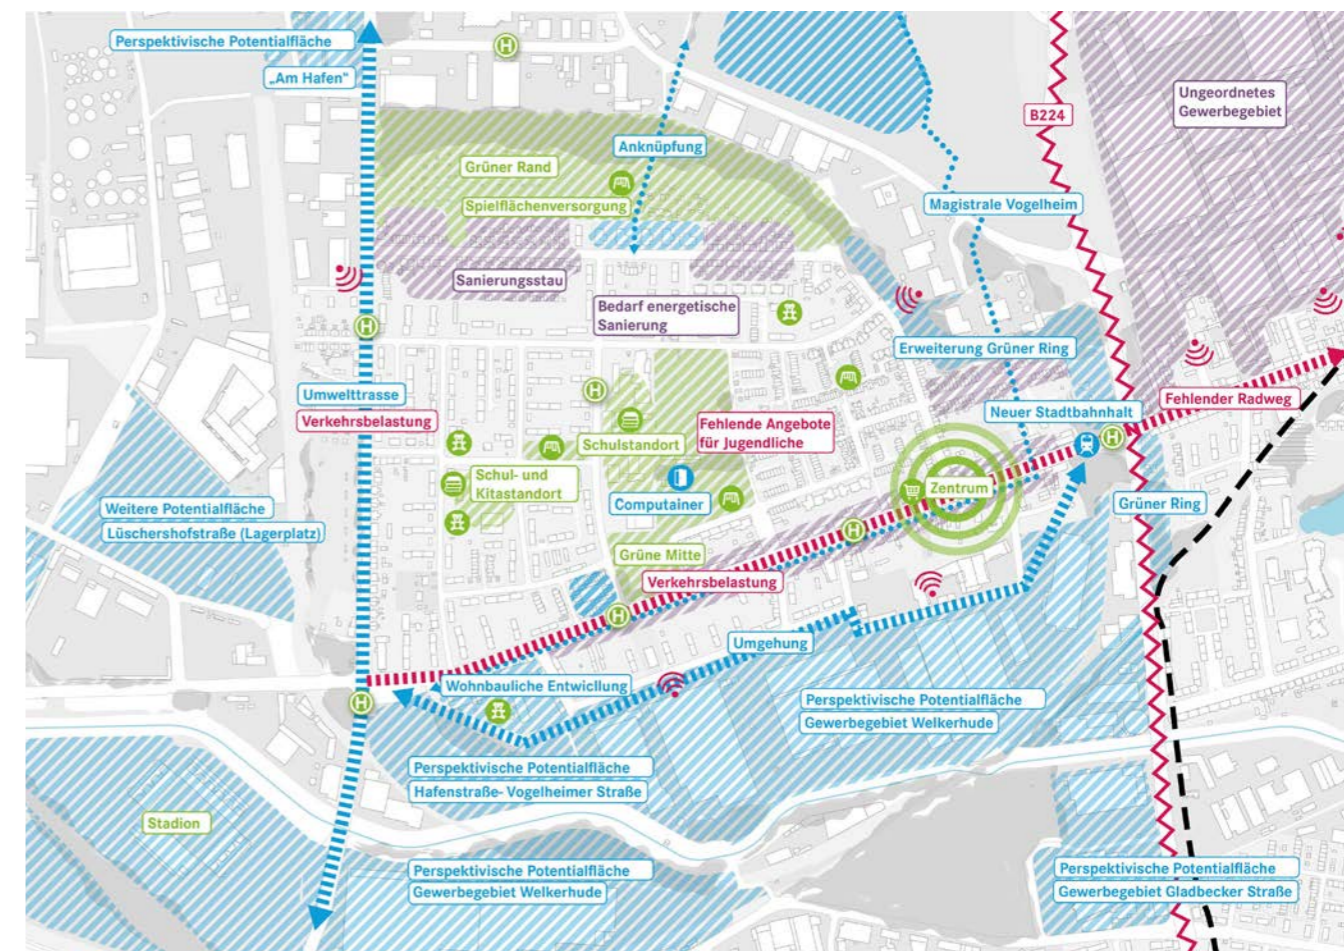 Perspektivische Potentialfläche
„Am Hafen“
H
Ungeordnetes
Gewerbegebiet
B224
Anknüpfung
Grüner Rand
Spielflächenversorgung
Magistrale Vogelheim
Sanierungsstau
Bedarf energetische
Sanierung
H
Erweiterung Grüner Ring
H
Umwelttrasse
Verkehrsbelastung
Fehlender Radweg
Neuer Stadtbahnhalt
H
Fehlende Angebote
für Jugendliche
Schulstandort
Schul- und
Kitastandort
Computainer
Zentrum
Grüner Ring
Weitere Potentialfläche
Lüschershofstraße (Lagerplatz)
H
Grüne Mitte
Verkehrsbelastung
H
Umgehung
Wohnbauliche Entwicllung
H
Perspektivische Potentialfläche
Gewerbegebiet Welkerhude
Perspektivische Potentialfläche
Hafenstraße- Vogelheimer Straße
Stadion
Perspektivische Potentialfläche
Gewerbegebiet Welkerhude
Perspektivische Potentialfläche
Gewerbegebiet Gladbecker Straße